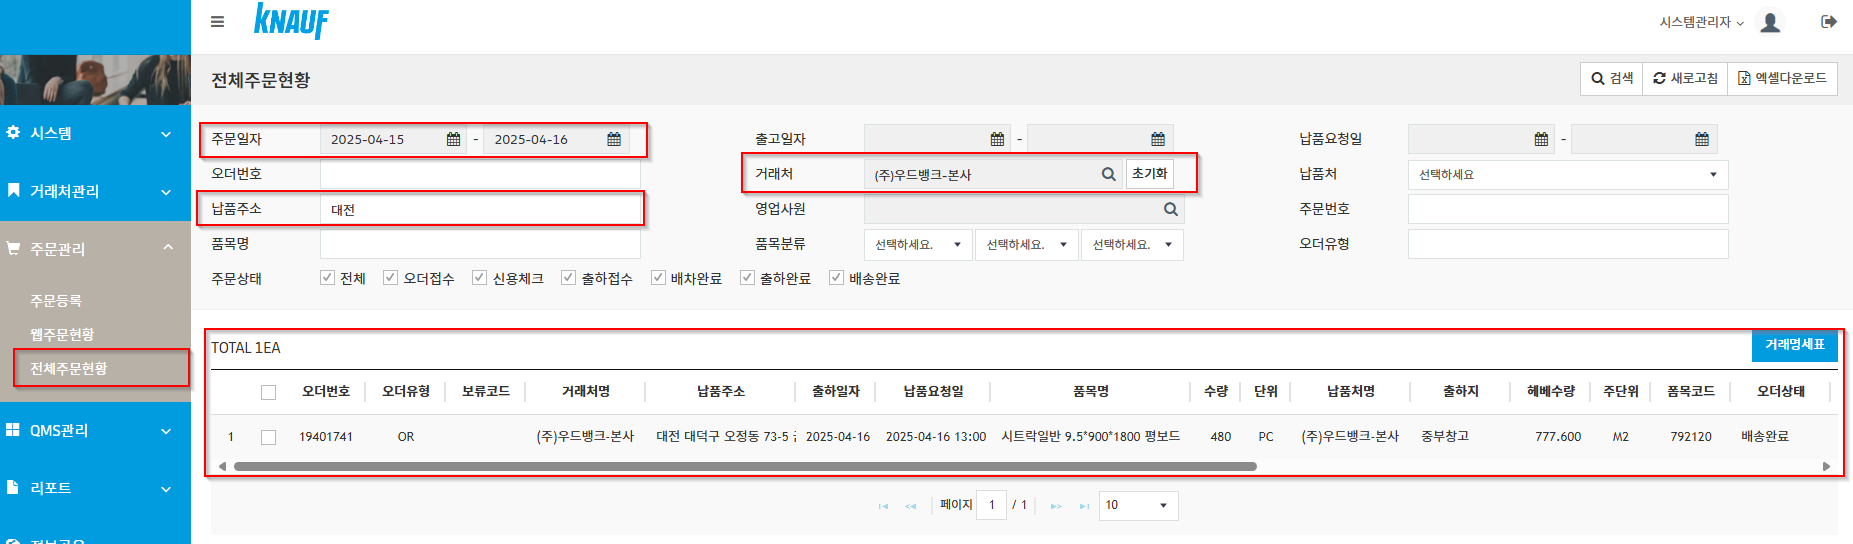 KNAUF
시스템관리자
전체주문현황
검색 새로고침 엑셀다운로드
시스템
거래처관리
주문관리
주문등록
웹주문현황
전체주문현황
QMS관리
리포트
주문일자 2025-04-15 - 2025-04-16 출고일자 - 납품요청일 -
오더번호 거래처 (주)우드뱅크-본사 초기화 납품처 선택하세요
납품주소 대전 영업사원 주문번호
품목명 품목분류 선택하세요. 선택하세요. 선택하세요. 오더유형
주문상태 전체 오더접수 신용체크 출하접수 배차완료 출하완료 배송완료
TOTAL 1EA 거래명세표
오더번호 오더유형 보류코드 거래처명 납품주소 출하일자 납품요청일 품목명 수량 단위 납품처명 출하지 헤베수량 주단위 품목코드 오더상태
1 19401741 OR (주)우드뱅크-본사 대전 대덕구 오정동 73-5 2025-04-16 2025-04-16 13:00 시트락일반 9.5*900*1800 평보드 480 PC (주)우드뱅크-본사 중부창고 777.600 M2 792120 배송완료
페이지 1 / 1 10